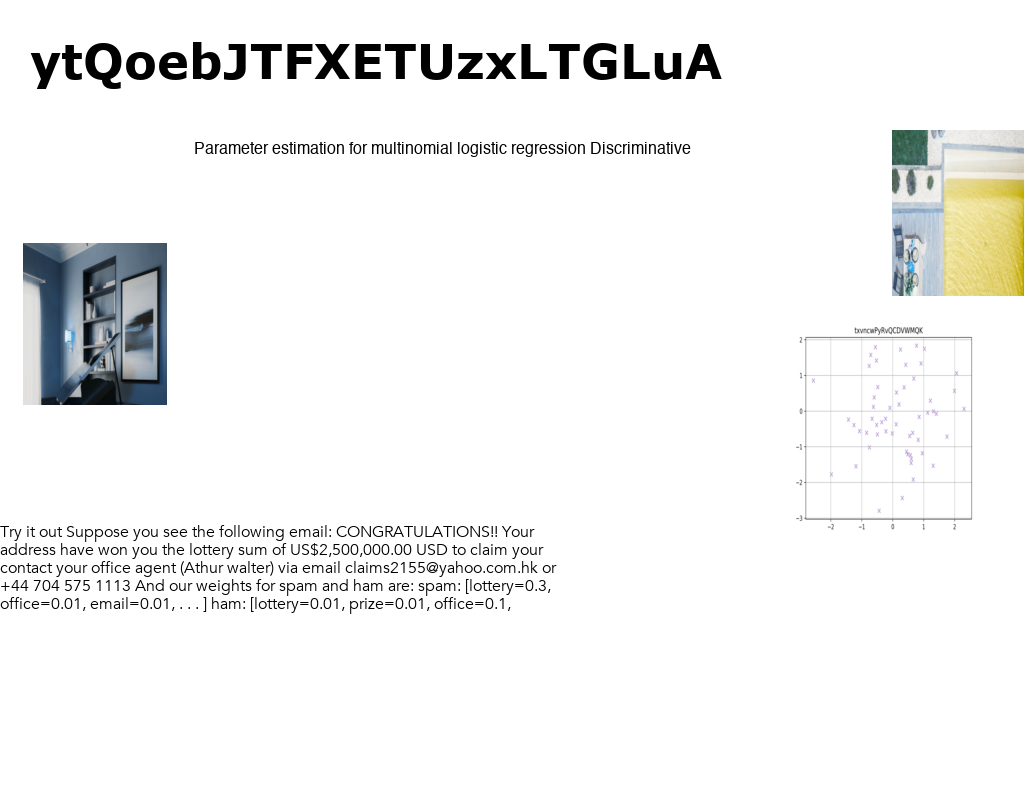 ytQoebJTFXETUzxLTGLuA
Parameter estimation for multinomial logistic regression Discriminative
txvncwPyRvQCDVWMQK
2
1
0
−1
−2
−3
−2 −1 0 1 2
Try it out Suppose you see the following email: CONGRATULATIONS!! Your
address have won you the lottery sum of US$2,500,000.00 USD to claim your
contact your office agent (Athur walter) via email claims2155@yahoo.com.hk or
+44 704 575 1113 And our weights for spam and ham are: spam: [lottery=0.3,
office=0.01, email=0.01, . . . ] ham: [lottery=0.01, prize=0.01, office=0.1,